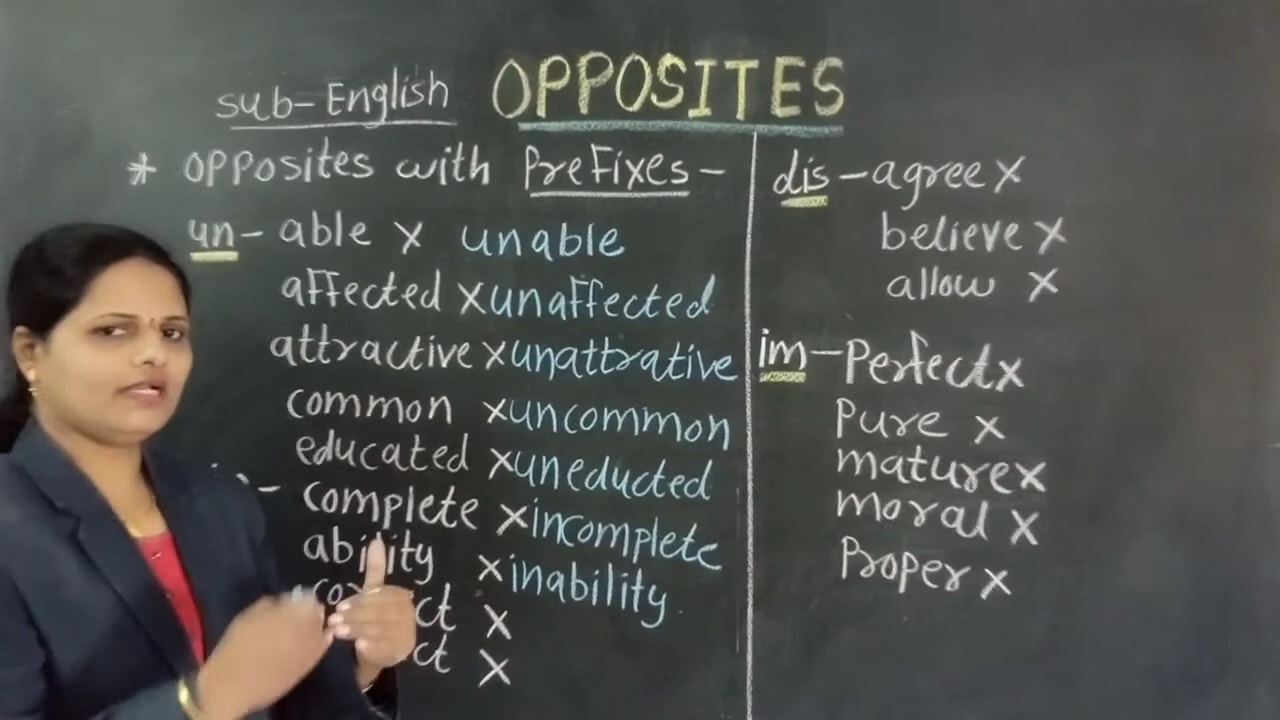 sub-English OPPOSITES
* opposites with Prefixes-
un- able x unable
affected x unaffected
attractive x unattrative
common x uncommon
educated x uneducted
- complete x incomplete
ability x inability
x
x
dis-agree x
believe x
allow x
im-Perfect x
Pure x
mature x
moral x
Proper x